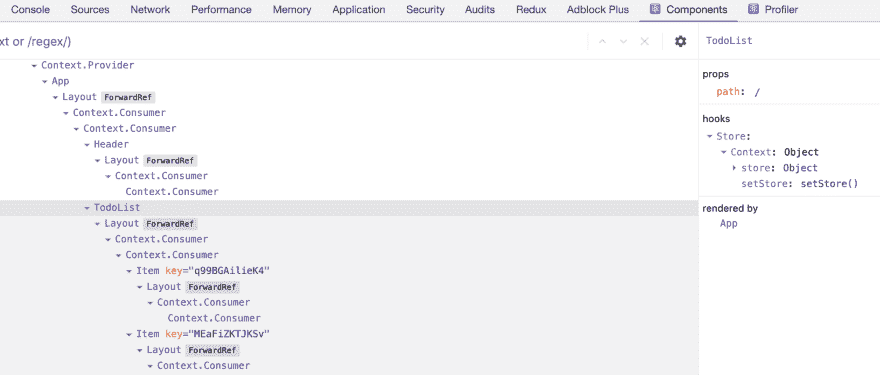 Console Sources Network Performance Memory Application Security Audits Redux Adblock Plus Components Profiler
xt or /regex/)
TodoList
Context.Provider
App
Layout ForwardRef
Context.Consumer
Context.Consumer
Header
Layout ForwardRef
Context.Consumer
Context.Consumer
TodoList
Layout ForwardRef
Context.Consumer
Context.Consumer
Item key="q99BGAilieK4"
Layout ForwardRef
Context.Consumer
Context.Consumer
Item key="MEaFiZKTJKSv"
Layout ForwardRef
Context.Consumer
props
path: /
hooks
Store:
Context: Object
store: Object
setStore: setStore()
rendered by
App